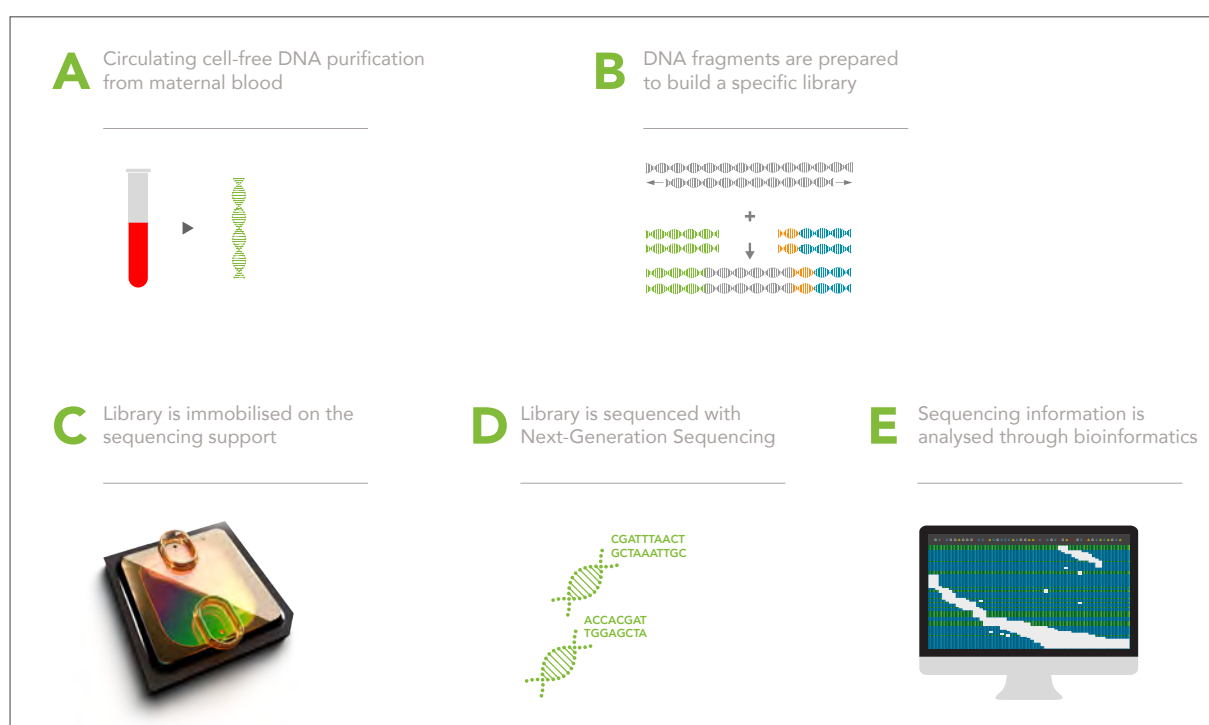 A
Circulating cell-free DNA purification
from maternal blood
B
DNA fragments are prepared
to build a specific library
C
Library is immobilised on the
sequencing support
D
Library is sequenced with
Next-Generation Sequencing
E
Sequencing information is
analysed through bioinformatics
CGATTTAACT
GCTAAATTGC
ACCACGAT
TGGAGCTA